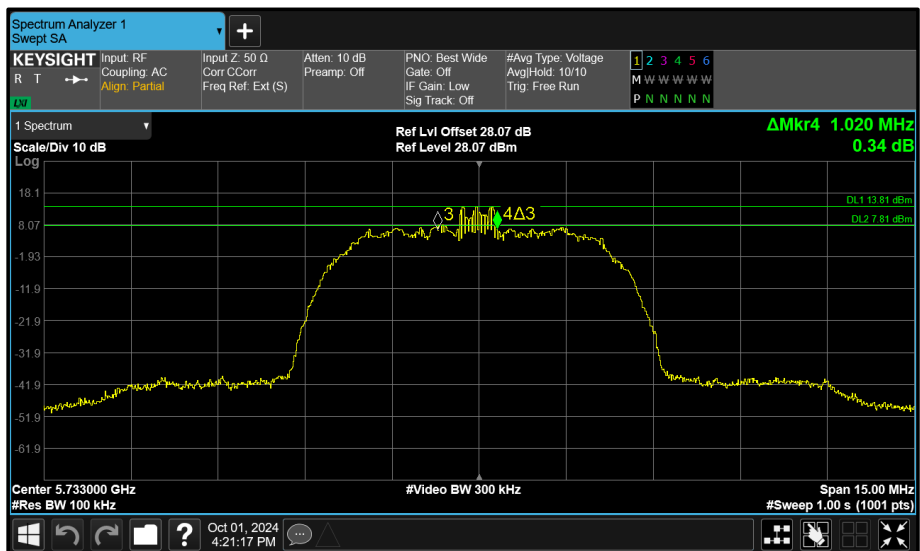 Spectrum Analyzer 1
Swept SA
+
KEYSIGHT
R T
LXI
Input: RF
Coupling: AC
Align: Partial
Input Z: 50 Ω
Corr CCorr
Freq Ref: Ext (S)
Atten: 10 dB
Preamp: Off
PNO: Best Wide
Gate: Off
IF Gain: Low
Sig Track: Off
#Avg Type: Voltage
Avg|Hold: 10/10
Trig: Free Run
1 2 3 4 5 6
M W W W W W
P N N N N N
1 Spectrum
Scale/Div 10 dB
Log
Ref Lvl Offset 28.07 dB
Ref Level 28.07 dBm
ΔMkr4 1.020 MHz
0.34 dB
18.1
DL1 13.81 dBm
3
4Δ3
8.07
DL2 7.81 dBm
-1.93
-11.9
-21.9
-31.9
-41.9
-51.9
-61.9
Center 5.733000 GHz
#Res BW 100 kHz
#Video BW 300 kHz
Span 15.00 MHz
#Sweep 1.00 s (1001 pts)
?
Oct 01, 2024
4:21:17 PM